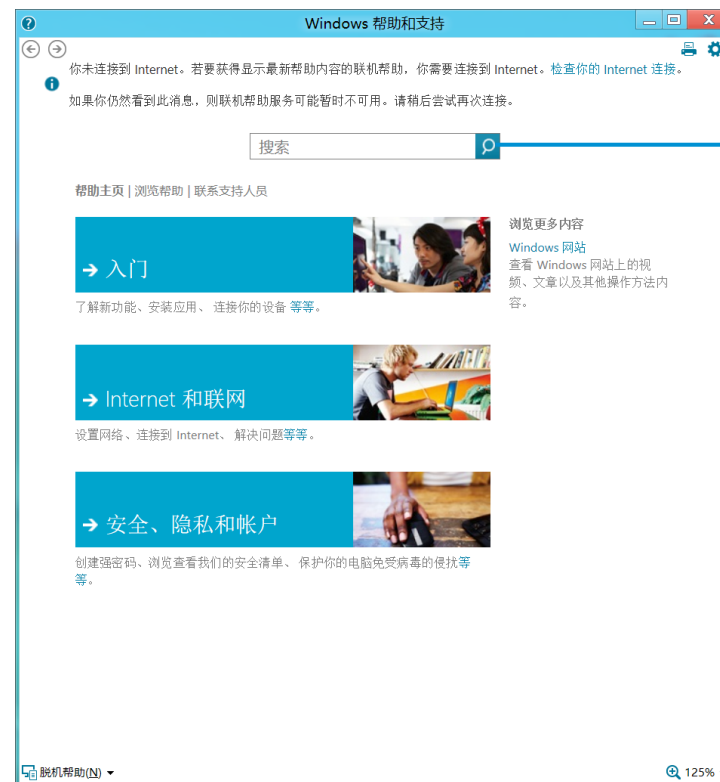 Windows 帮助和支持
你未连接到 Internet。若要获得显示最新帮助内容的联机帮助，你需要连接到 Internet。检查你的 Internet 连接。
如果你仍然看到此消息，则联机帮助服务可能暂时不可用。请稍后尝试再次连接。
搜索
帮助主页 | 浏览帮助 | 联系支持人员
入门
了解新功能、安装应用、 连接你的设备 等等。
Internet 和联网
设置网络、连接到 Internet、 解决问题等等。
安全、隐私和帐户
创建强密码、浏览查看我们的安全清单、 保护你的电脑免受病毒的侵扰等
等。
浏览更多内容
Windows 网站
查看 Windows 网站上的视
频、文章以及其他操作方法内
容。
脱机帮助(N)
125%